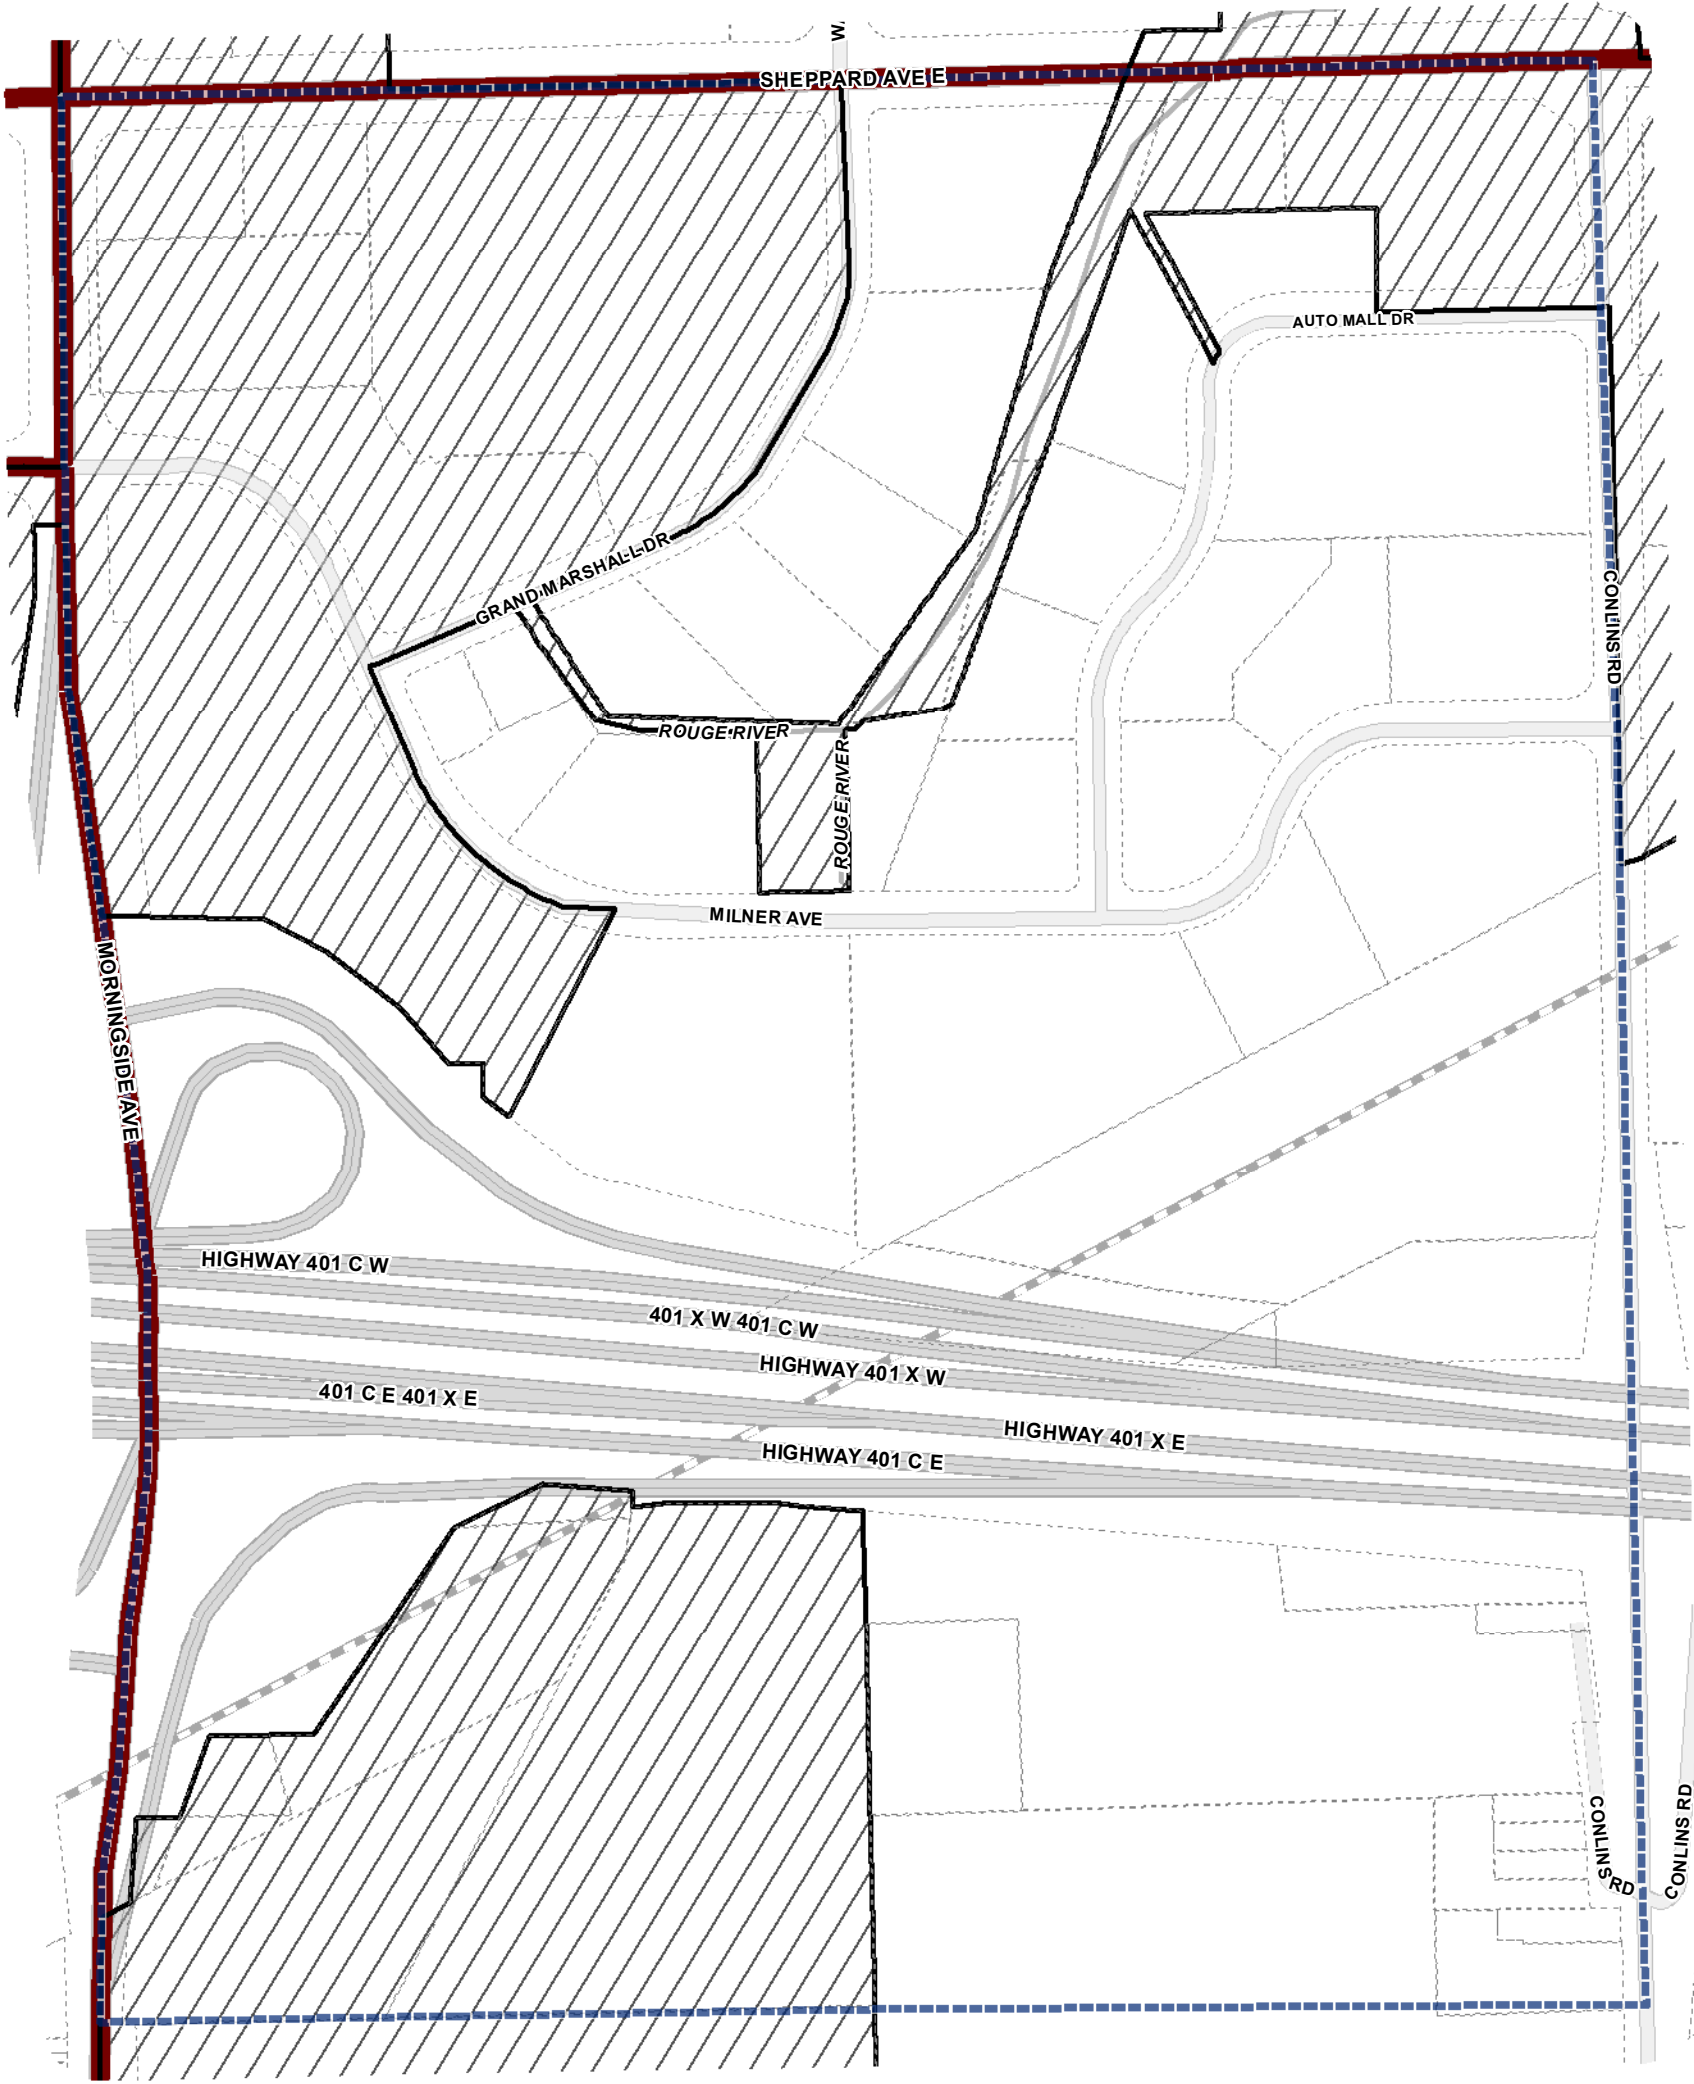 W
SHEPPARD AVE E
AUTO MALL DR
GRAND MARSHALL DR
CONLINS RD
ROUGE RIVER
ROUGE RIVER
MILNER AVE
MORNINGSIDE AVE
HIGHWAY 401 C W
401 X W 401 C W
HIGHWAY 401 X W
401 C E 401 X E
HIGHWAY 401 X E
HIGHWAY 401 C E
CONLINS RD
CONLINS RD